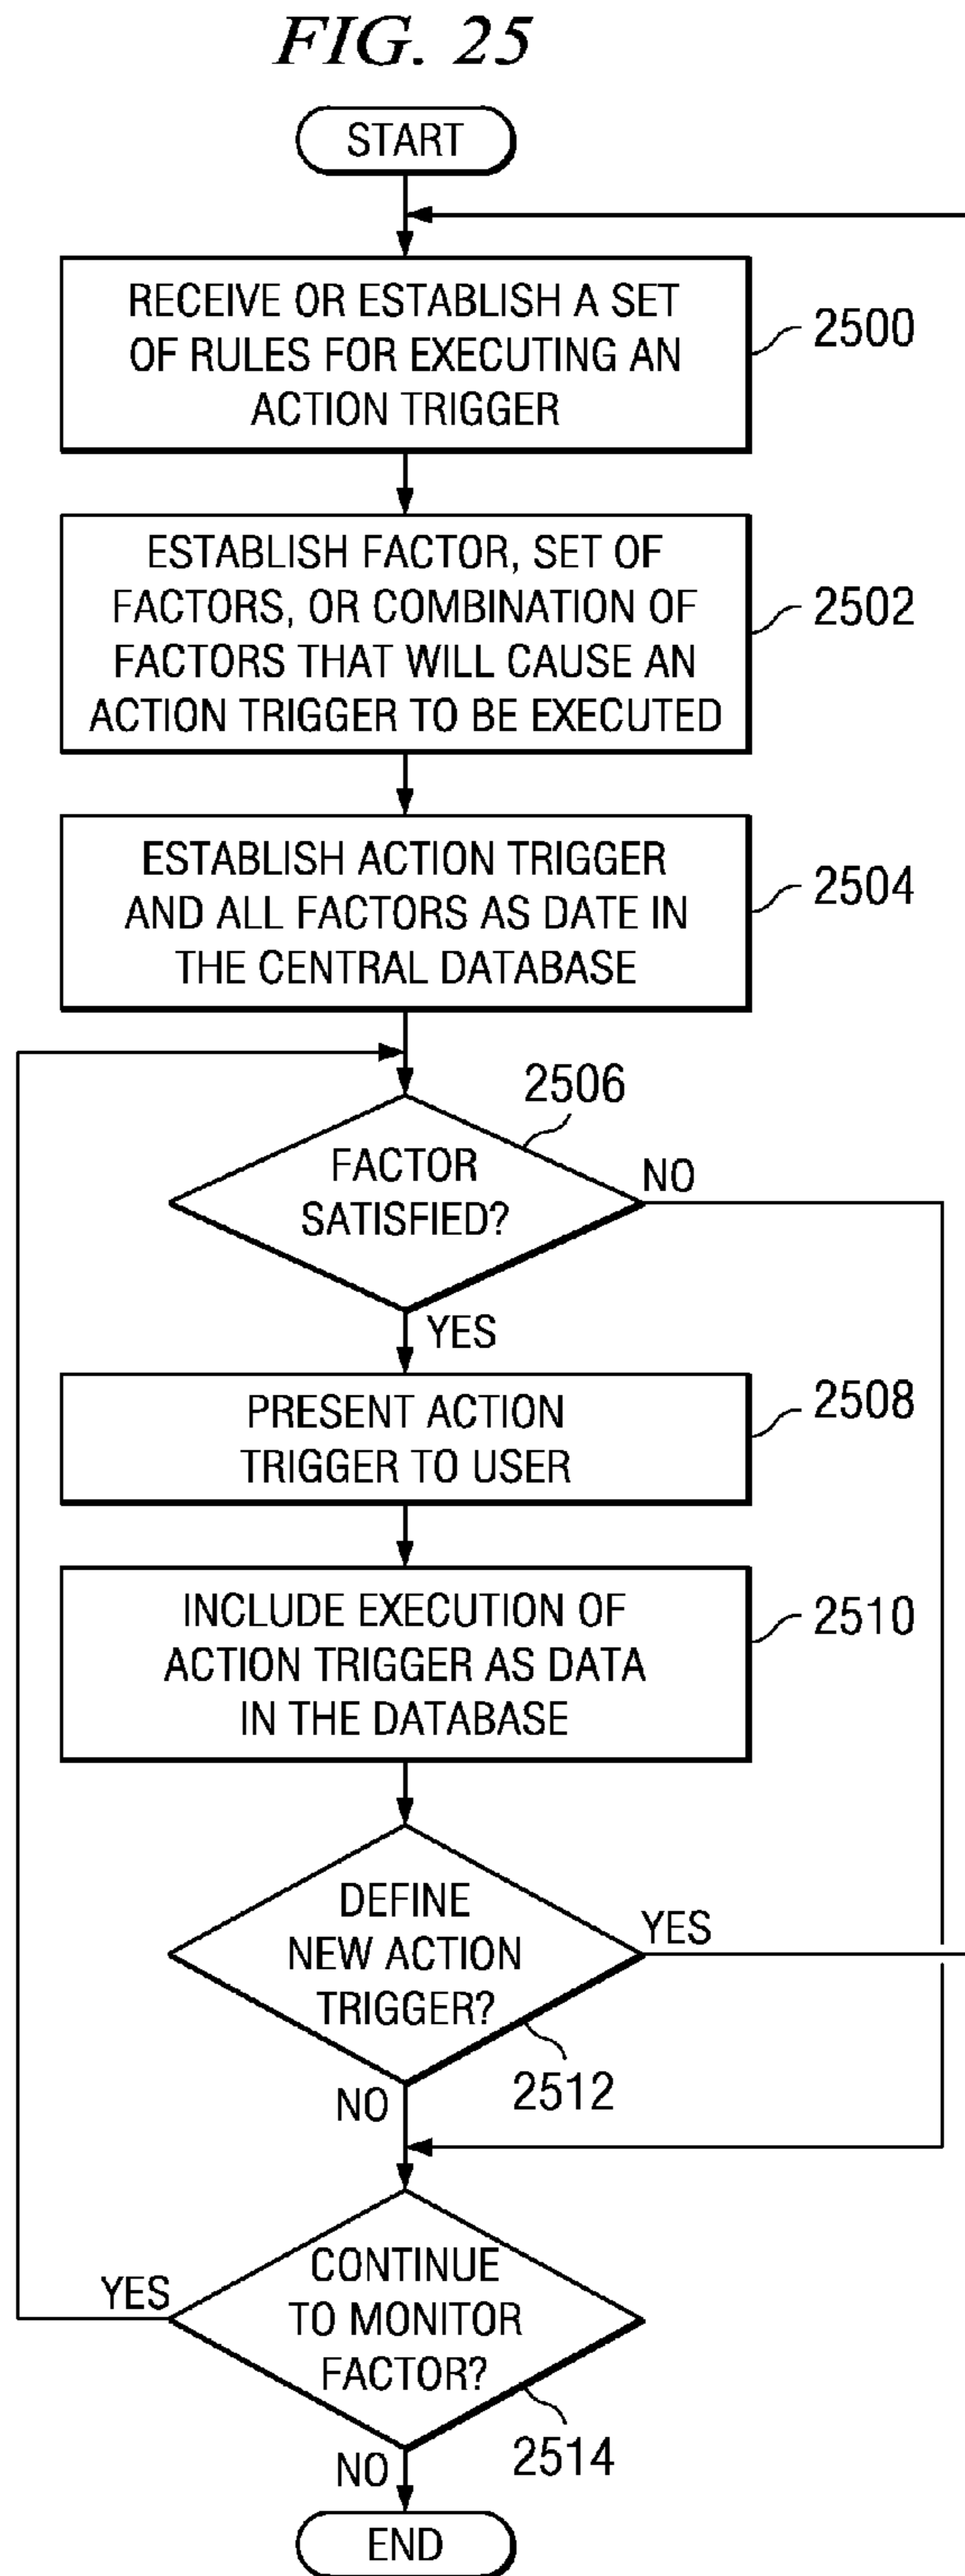 FIG. 25
START
RECEIVE OR ESTABLISH A SET
OF RULES FOR EXECUTING AN
ACTION TRIGGER
2500
ESTABLISH FACTOR, SET OF
FACTORS, OR COMBINATION OF
FACTORS THAT WILL CAUSE AN
ACTION TRIGGER TO BE EXECUTED
2502
ESTABLISH ACTION TRIGGER
AND ALL FACTORS AS DATE IN
THE CENTRAL DATABASE
2504
2506
FACTOR
SATISFIED?
NO
YES
PRESENT ACTION
TRIGGER TO USER
2508
INCLUDE EXECUTION OF
ACTION TRIGGER AS DATA
IN THE DATABASE
2510
DEFINE
NEW ACTION
TRIGGER?
YES
2512
NO
CONTINUE
TO MONITOR
FACTOR?
YES
2514
NO
END